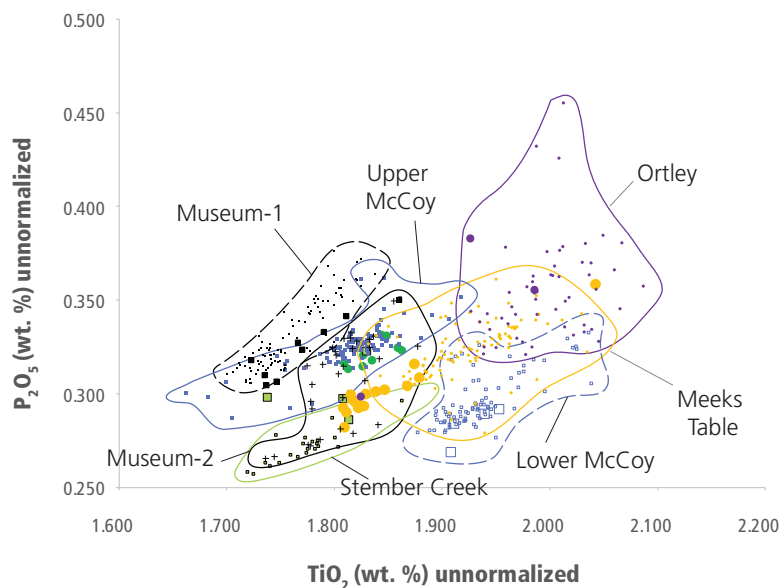 0.500
0.450
0.400
0.350
0.300
0.250
P2O5 (wt. %) unnormalized
Museum-1
Upper
McCoy
Ortley
Museum-2
Stember Creek
Lower McCoy
Meeks
Table
1.600 1.700 1.800 1.900 2.000 2.100 2.200
TiO2 (wt. %) unnormalized